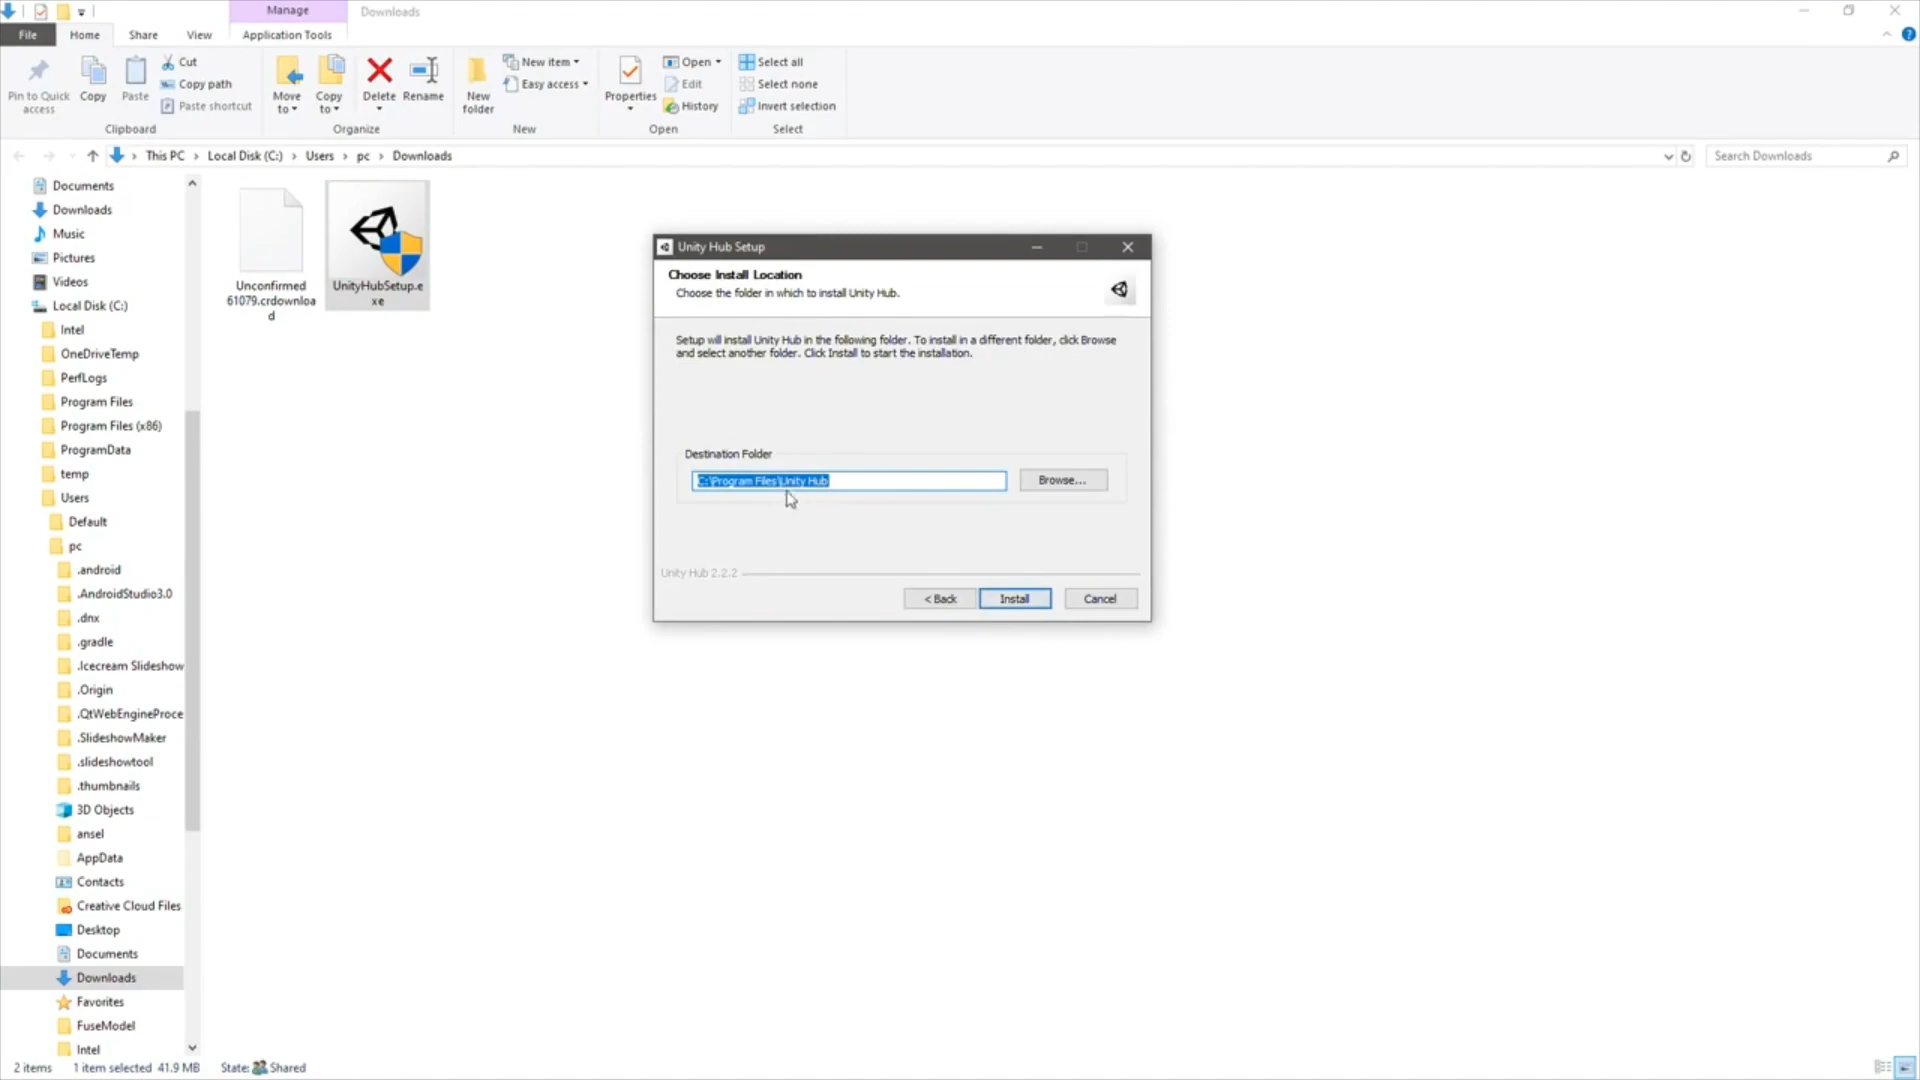 Manage
Downloads
File
Home
Share
View
Application Tools
Pin to Quick
access
Copy
Paste
Cut
Copy path
Paste shortcut
Clipboard
Move
to
Copy
to
Delete
Rename
Organize
New
folder
New item
Easy access
New
Properties
Open
Edit
History
Open
Select all
Select none
Invert selection
Select
This PC
Local Disk (C:)
Users
pc
Downloads
Search Downloads
Documents
Downloads
Music
Pictures
Videos
Local Disk (C:)
Intel
OneDriveTemp
PerfLogs
Program Files
Program Files (x86)
ProgramData
temp
Users
Default
pc
.android
.AndroidStudio3.0
.dnx
.gradle
.Icecream Slideshow
.Origin
.QtWebEngineProce
.SlideshowMaker
.slideshowtool
.thumbnails
3D Objects
ansel
AppData
Contacts
Creative Cloud Files
Desktop
Documents
Downloads
Favorites
FuseModel
Intel
Unconfirmed
61079.crdownloa
d
UnityHubSetup.e
xe
Unity Hub Setup
Choose Install Location
Choose the folder in which to install Unity Hub.
Setup will install Unity Hub in the following folder. To install in a different folder, click Browse
and select another folder. Click Install to start the installation.
Destination Folder
C:\Program Files\Unity Hub
Browse...
Unity Hub 2.2.2
< Back
Install
Cancel
2 items
1 item selected 41.9 MB
State: Shared